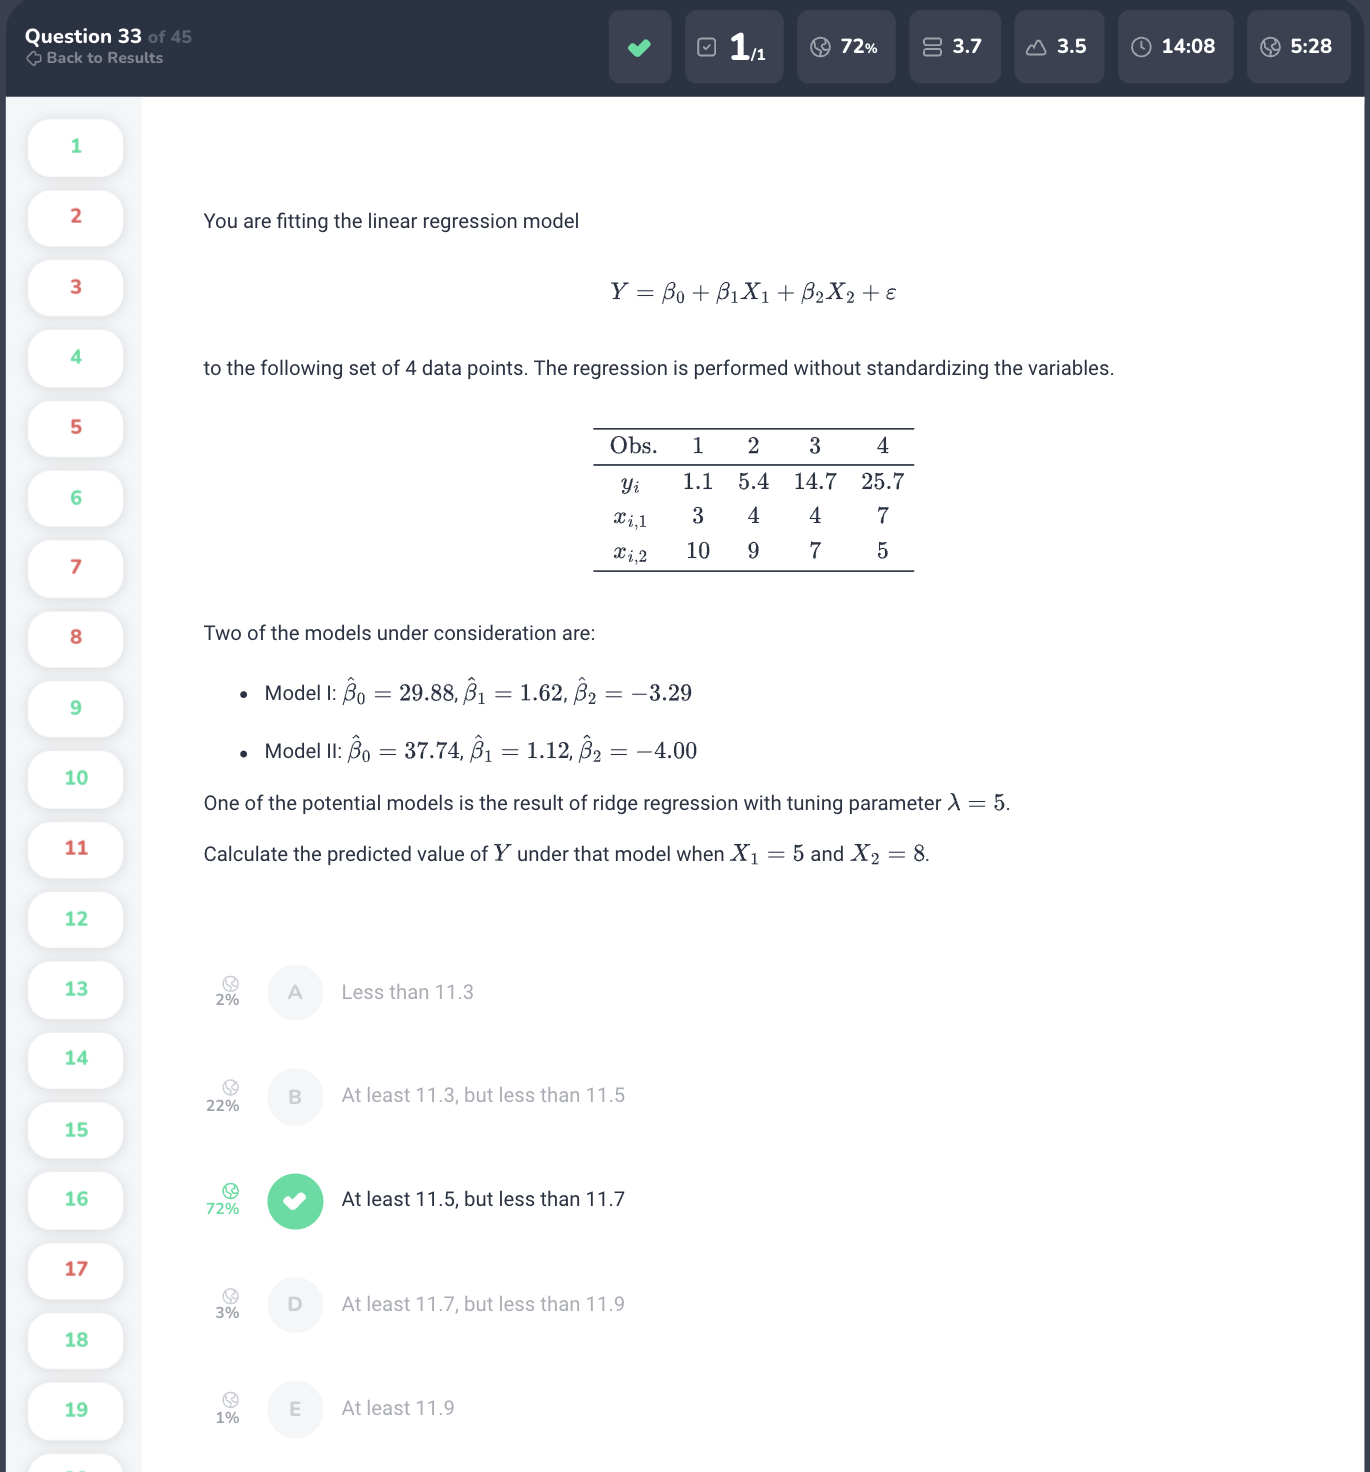 Question 33 of 45
Back to Results
1/1
72%
3.7
3.5
14:08
5:28
1
2
3
4
5
6
7
8
9
10
11
12
13
14
15
16
17
18
19
You are fitting the linear regression model
Y = β₀ + β₁X₁ + β₂X₂ + ε
to the following set of 4 data points. The regression is performed without standardizing the variables.
Obs. 1 2 3 4
yᵢ 1.1 5.4 14.7 25.7
xᵢ,₁ 3 4 4 7
xᵢ,₂ 10 9 7 5
Two of the models under consideration are:
• Model I: β̂₀ = 29.88, β̂₁ = 1.62, β̂₂ = −3.29
• Model II: β̂₀ = 37.74, β̂₁ = 1.12, β̂₂ = −4.00
One of the potential models is the result of ridge regression with tuning parameter λ = 5.
Calculate the predicted value of Y under that model when X₁ = 5 and X₂ = 8.
2% A Less than 11.3
22% B At least 11.3, but less than 11.5
72% At least 11.5, but less than 11.7
3% D At least 11.7, but less than 11.9
1% E At least 11.9